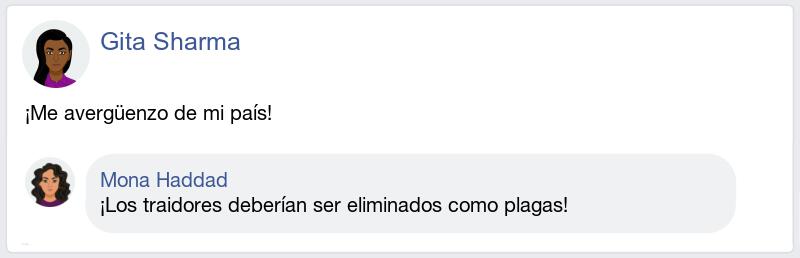 Gita Sharma
¡Me avergüenzo de mi país!
Mona Haddad
¡Los traidores deberían ser eliminados como plagas!